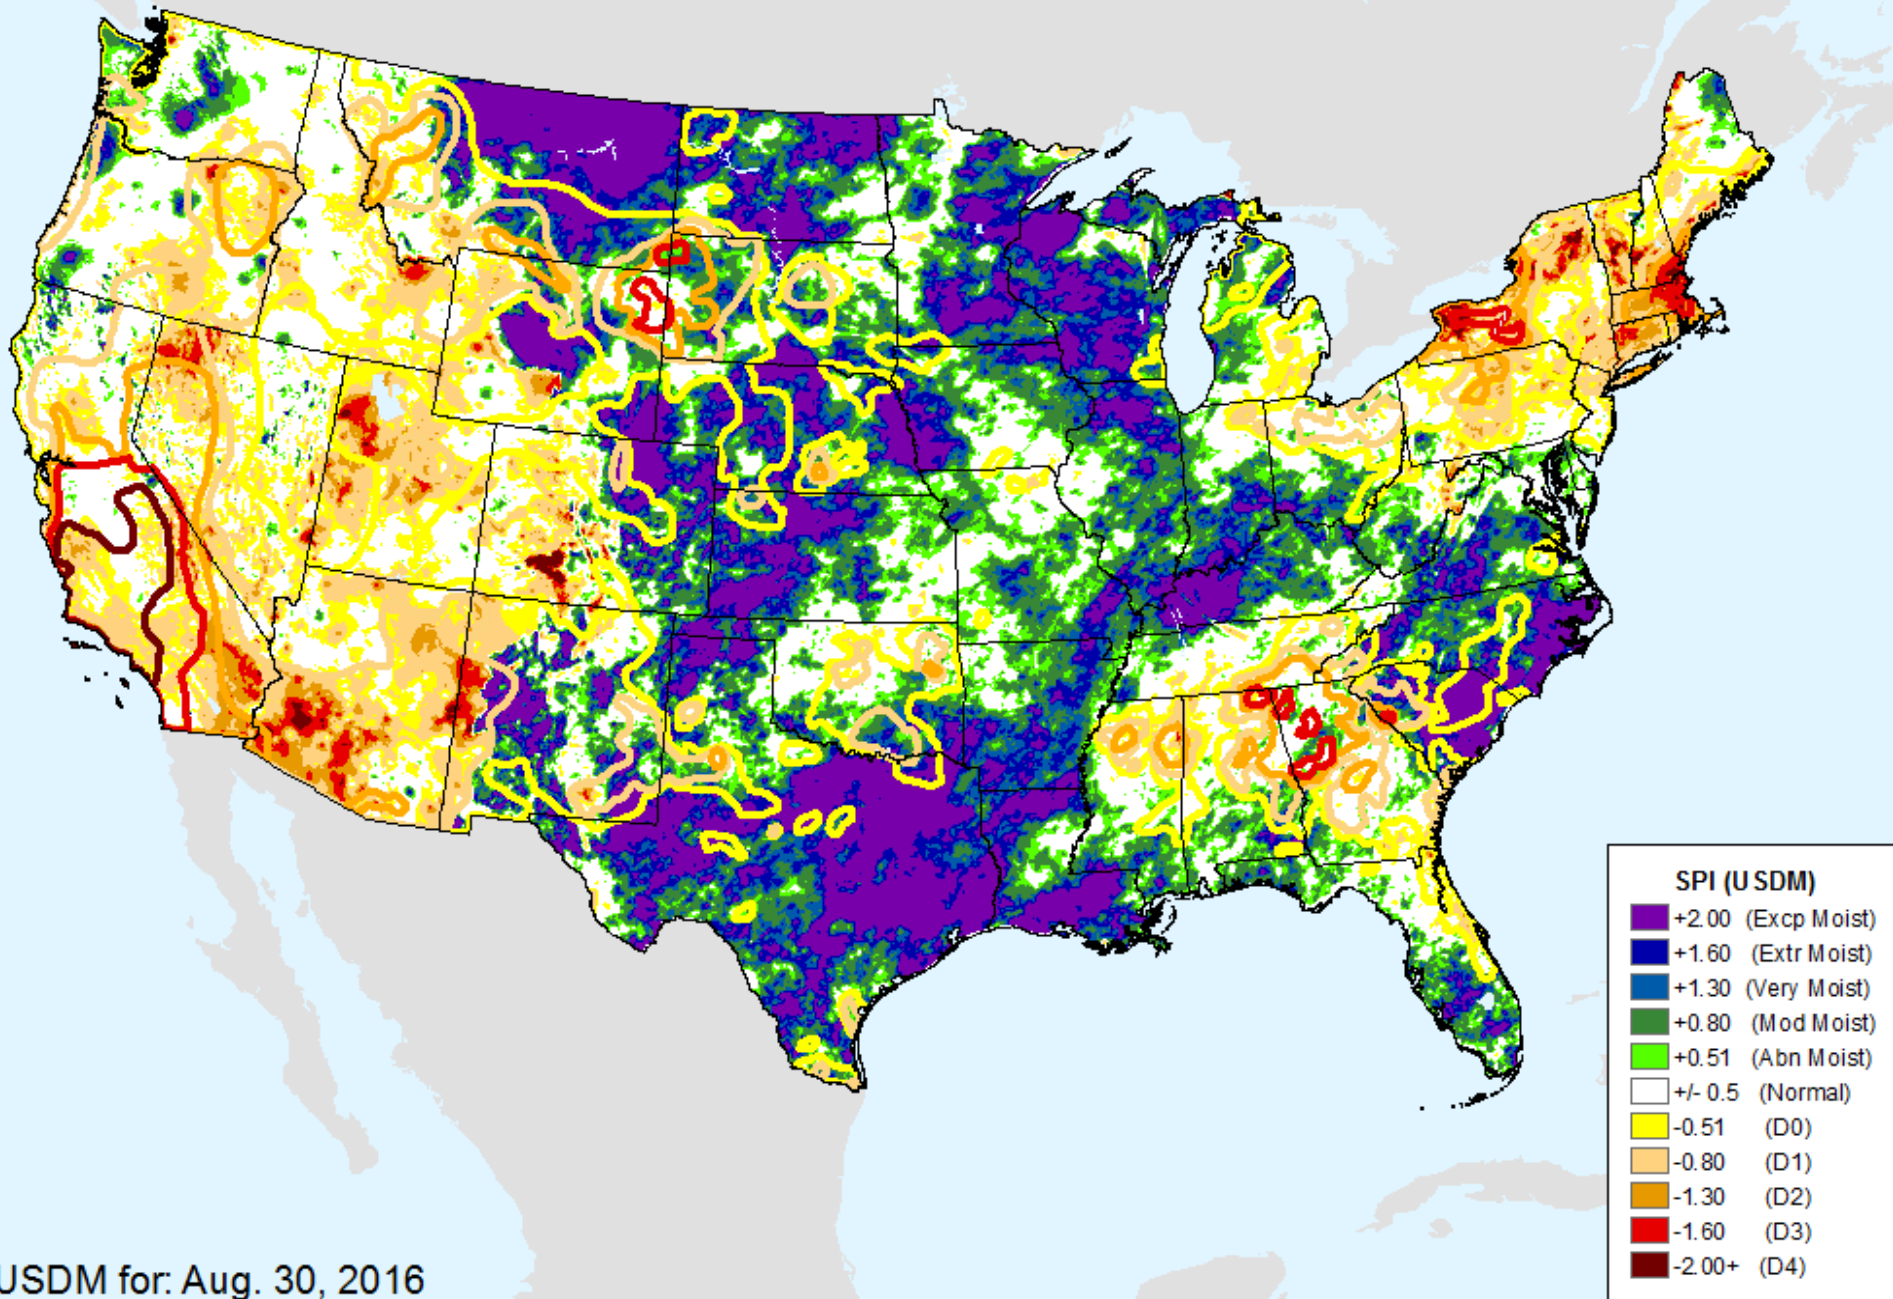 SPI (USDM)
+2.00 (Excp Moist)
+1.60 (Extr Moist)
+1.30 (Very Moist)
+0.80 (Mod Moist)
+0.51 (Abn Moist)
+/- 0.5 (Normal)
-0.51 (D0)
-0.80 (D1)
-1.30 (D2)
-1.60 (D3)
-2.00+ (D4)
USDM for: Aug. 30, 2016